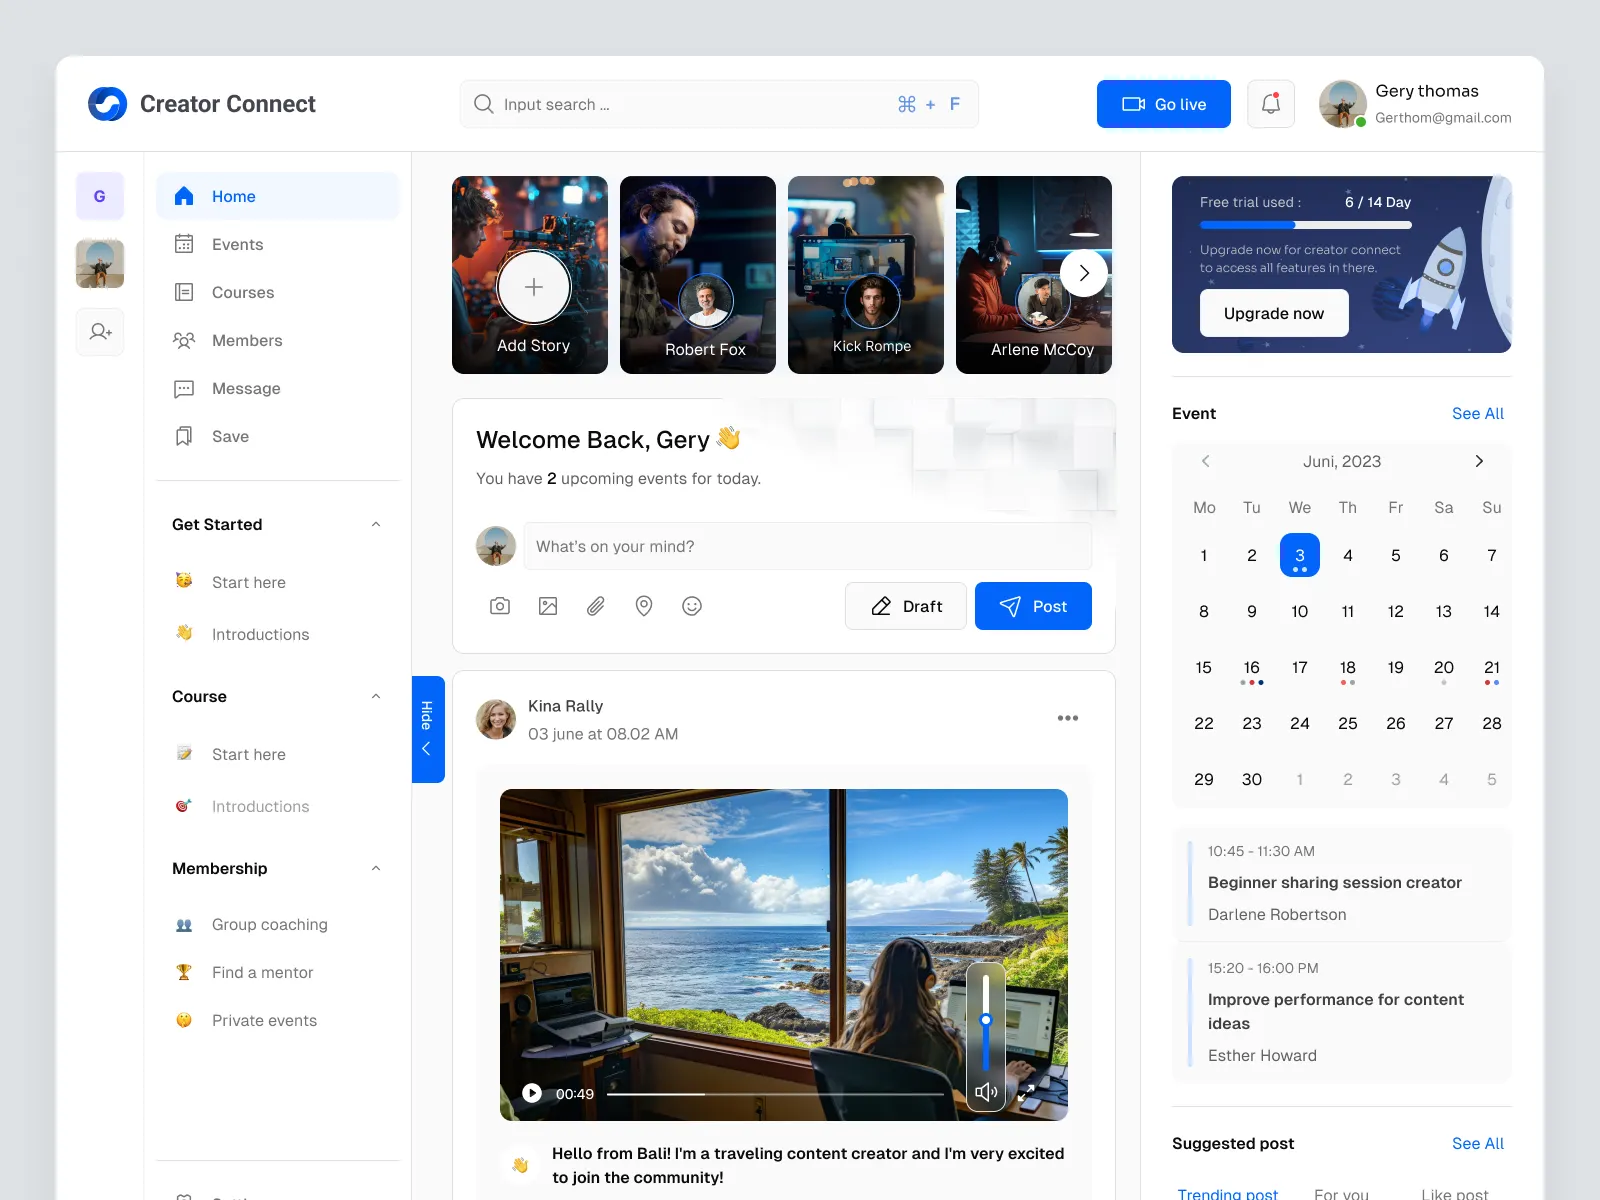 Creator Connect
Input search ...
⌘ + F
Go live
Gery thomas
Gerthom@gmail.com
G
Home
Events
Courses
Members
Message
Save
Get Started
Start here
Introductions
Course
Start here
Introductions
Membership
Group coaching
Find a mentor
Private events
Hide
Add Story
Robert Fox
Kick Rompe
Arlene McCoy
Welcome Back, Gery 👋
You have 2 upcoming events for today.
What's on your mind?
Draft
Post
Kina Rally
03 june at 08.02 AM
00:49
👋 Hello from Bali! I'm a traveling content creator and I'm very excited
to join the community!
Free trial used : 6 / 14 Day
Upgrade now for creator connect
to access all features in there.
Upgrade now
Event See All
Juni, 2023
Mo Tu We Th Fr Sa Su
1 2 3 4 5 6 7
8 9 10 11 12 13 14
15 16 17 18 19 20 21
22 23 24 25 26 27 28
29 30 1 2 3 4 5
10:45 - 11:30 AM
Beginner sharing session creator
Darlene Robertson
15:20 - 16:00 PM
Improve performance for content
ideas
Esther Howard
Suggested post See All
Trending post For you Like post